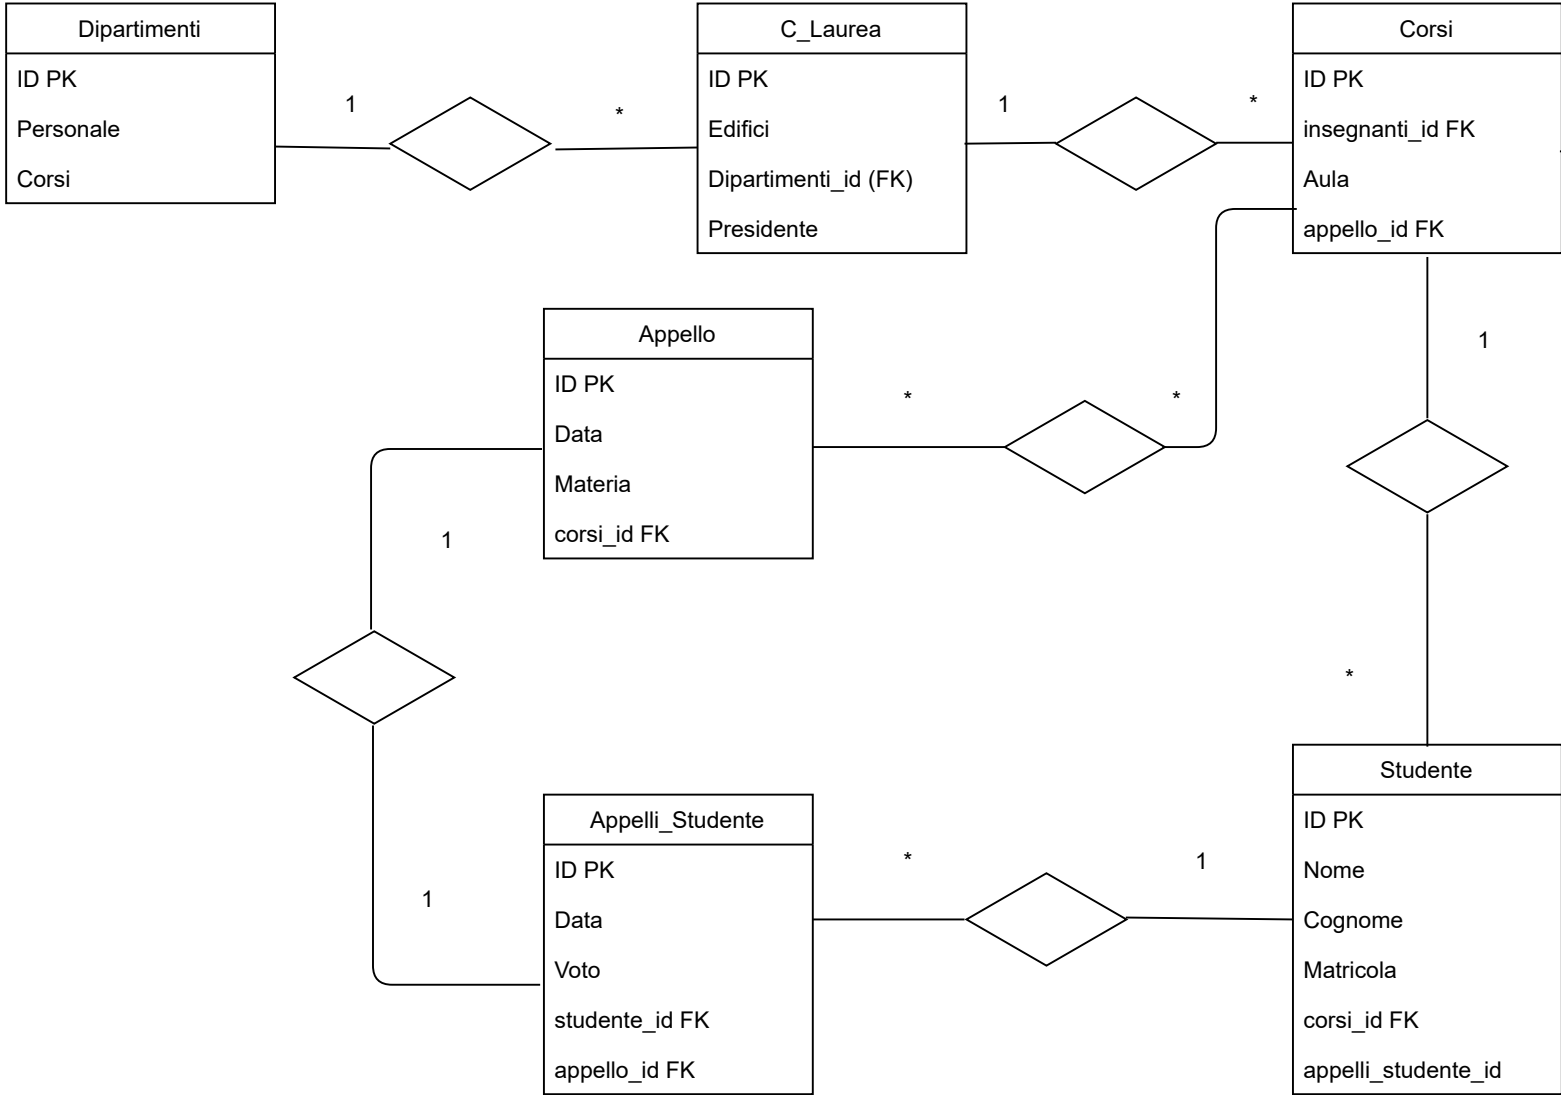 Dipartimenti
ID PK
Personale
Corsi
1
*
C_Laurea
ID PK
Edifici
Dipartimenti_id (FK)
Presidente
1
*
Corsi
ID PK
insegnanti_id FK
Aula
appello_id FK
Appello
ID PK
Data
Materia
corsi_id FK
*
*
1
*
1
1
Appelli_Studente
ID PK
Data
Voto
studente_id FK
appello_id FK
*
1
Studente
ID PK
Nome
Cognome
Matricola
corsi_id FK
appelli_studente_id